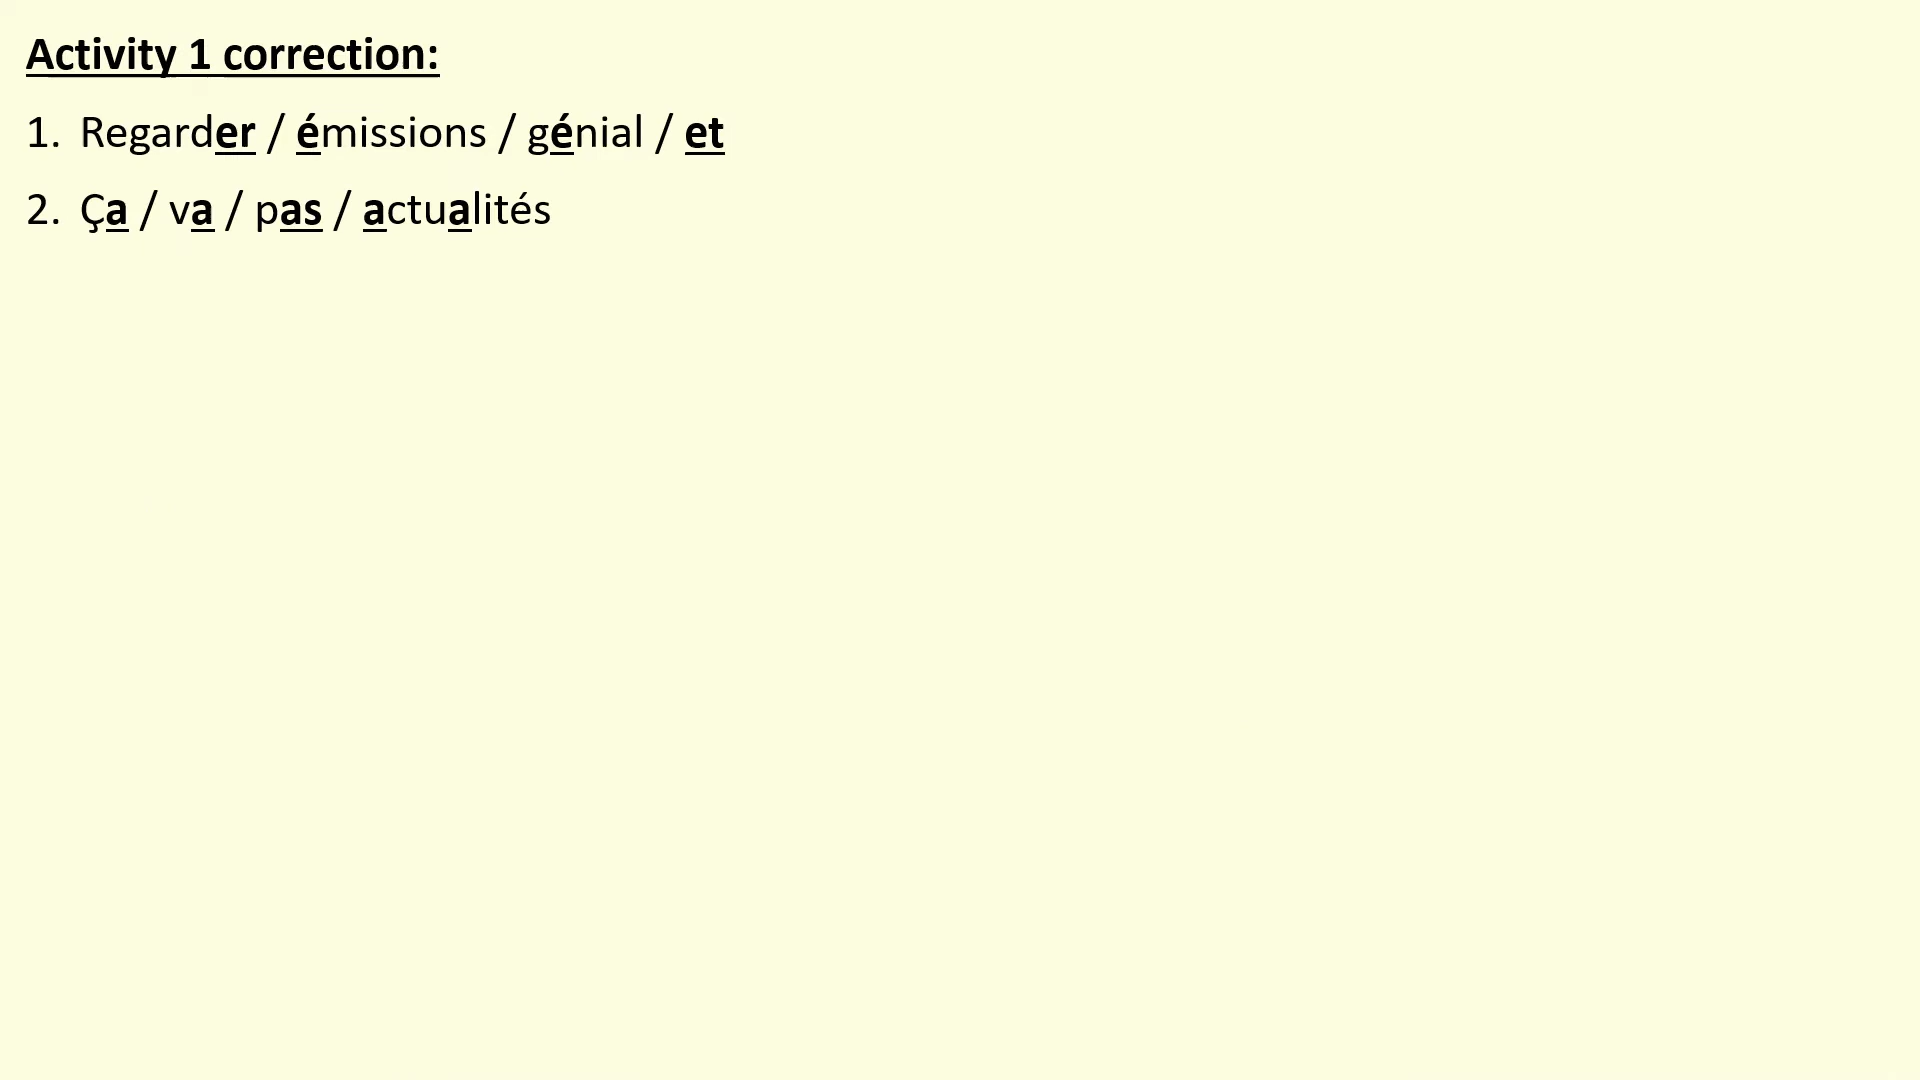 Activity 1 correction:
1. Regarder / émissions / génial / et
2. Ça / va / pas / actualités